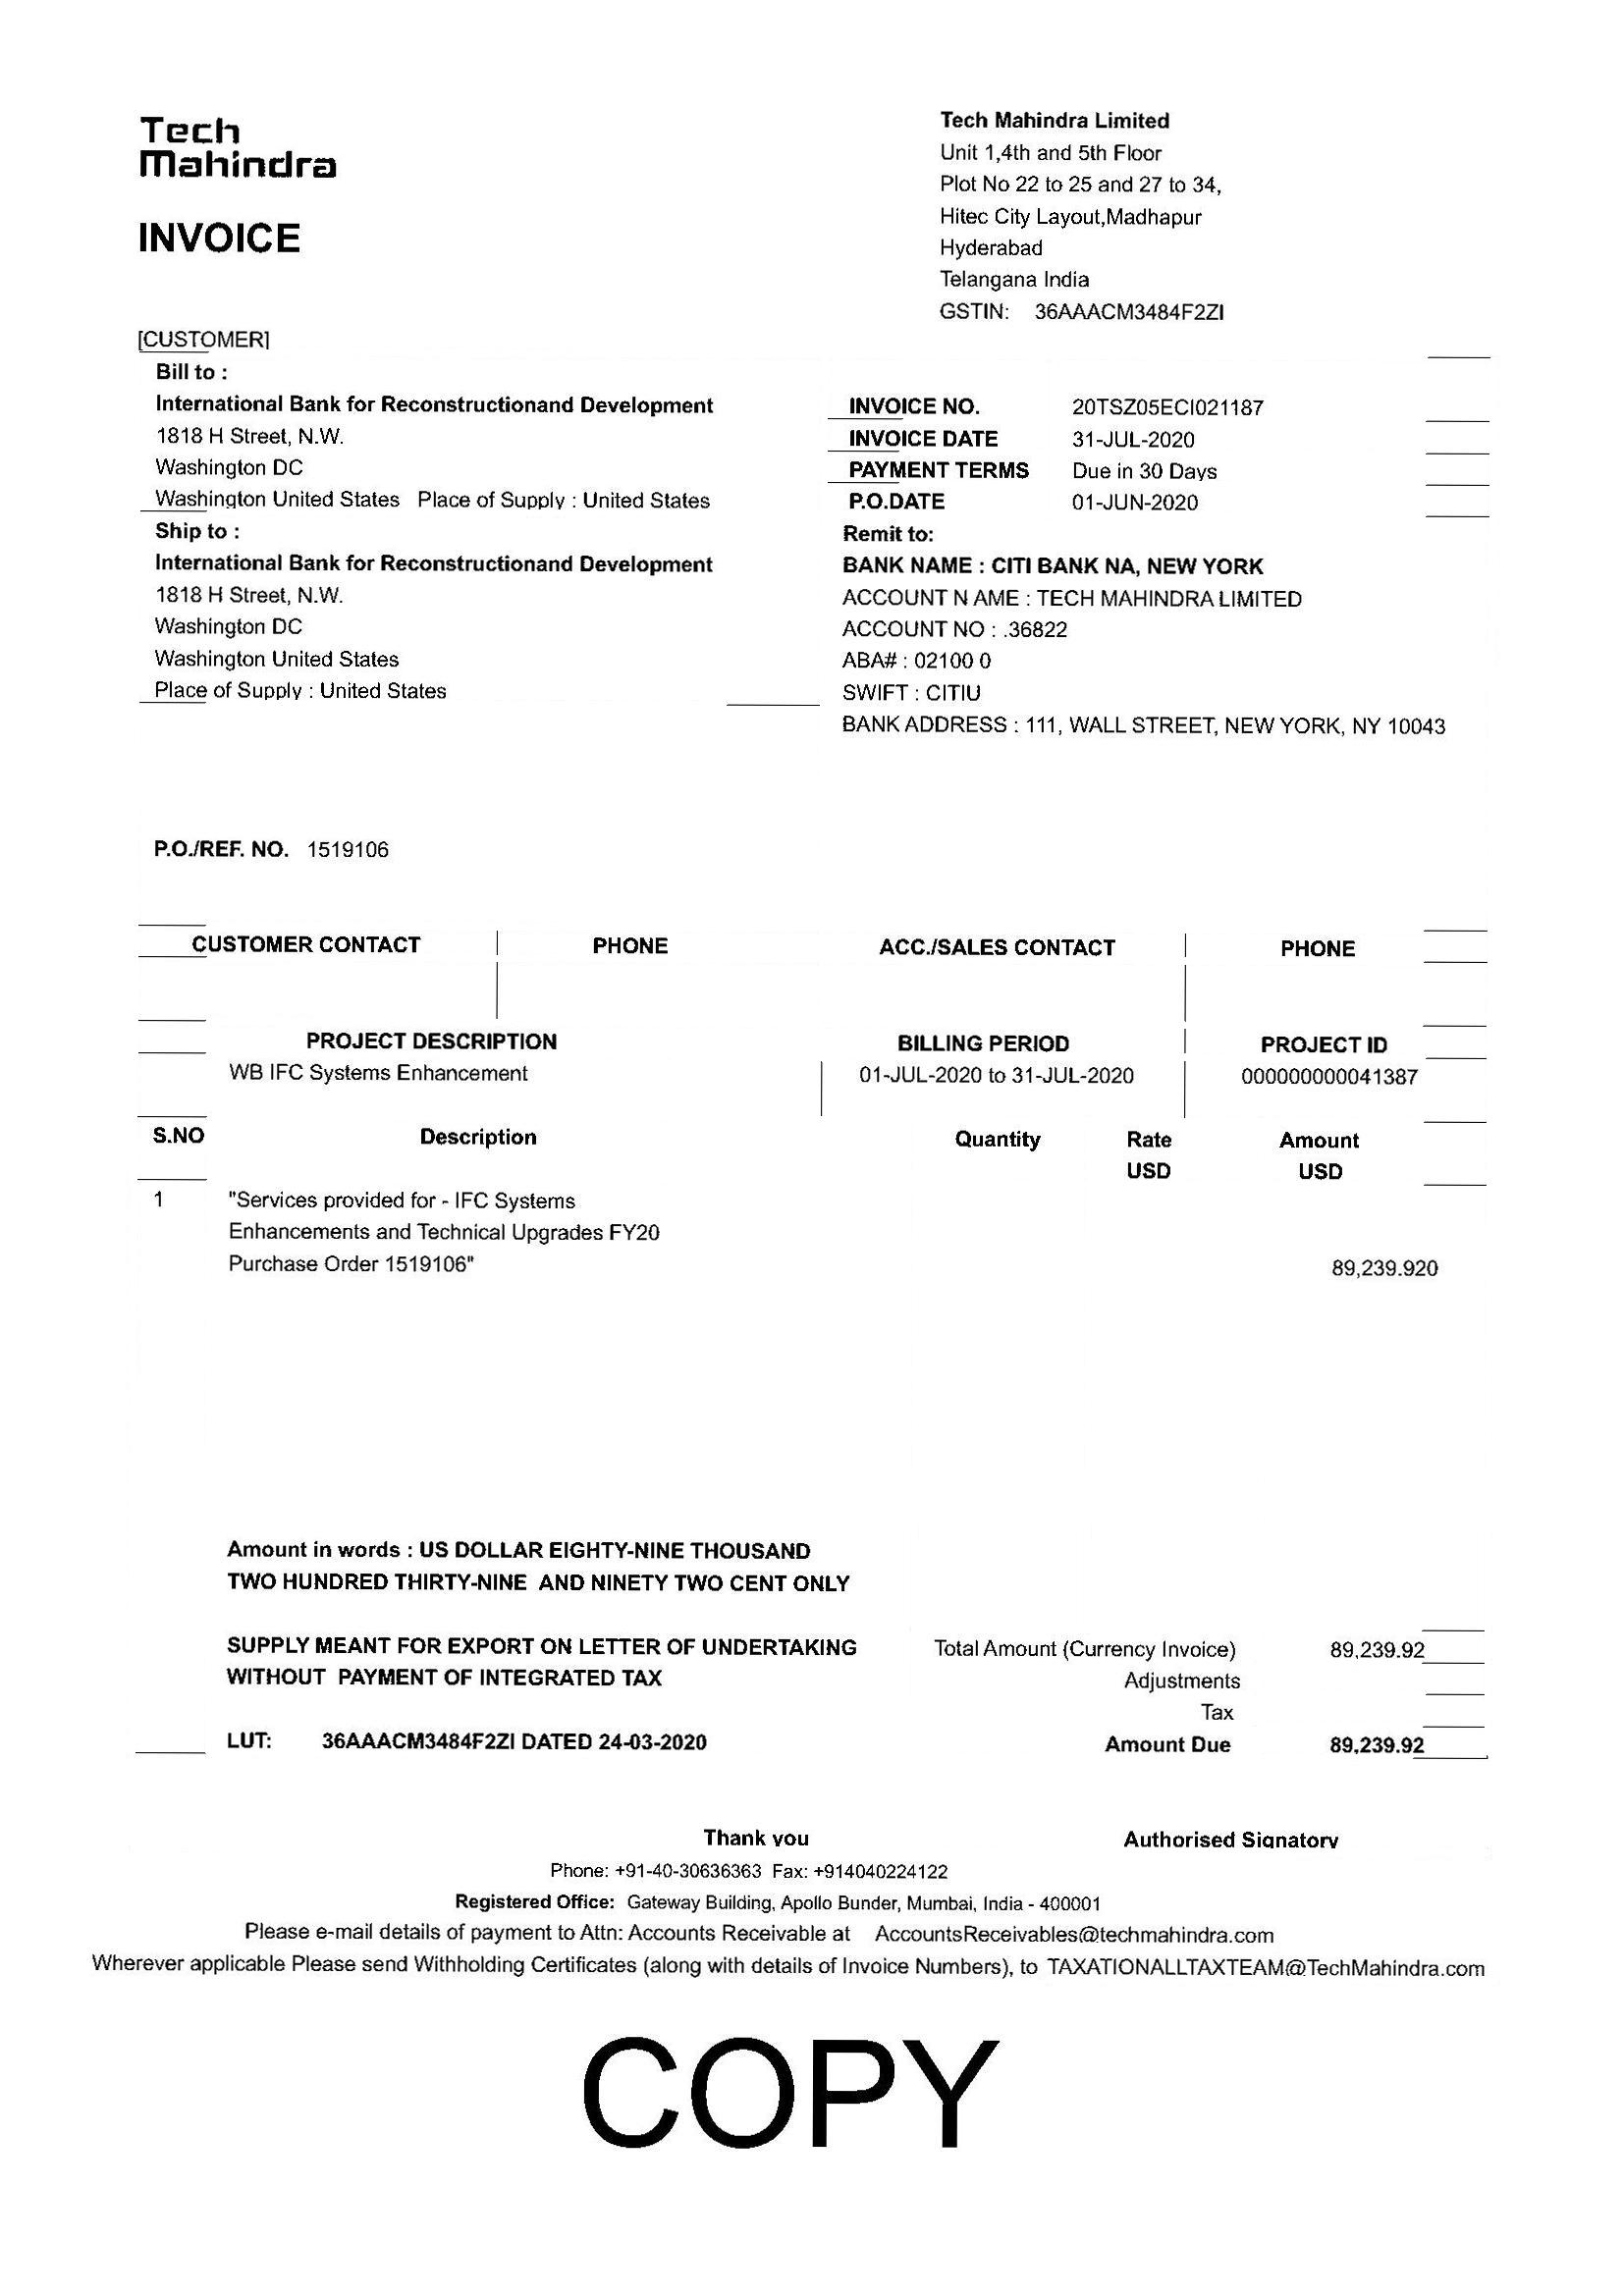 Tech
Mahindra
INVOICE
Tech Mahindra Limited
Unit 1,4th and 5th Floor
Plot No 22 to 25 and 27 to 34,
Hitec City Layout,Madhapur
Hyderabad
Telangana India
GSTIN: 36AAACM3484F2ZI
[CUSTOMER]
Bill to :
International Bank for Reconstructionand Development
1818 H Street, N.W.
Washington DC
Washington United States Place of Supply : United States
Ship to :
International Bank for Reconstructionand Development
1818 H Street, N.W.
Washington DC
Washington United States
Place of Supply : United States
INVOICE NO. 20TSZ05ECI021187
INVOICE DATE 31-JUL-2020
PAYMENT TERMS Due in 30 Days
P.O.DATE 01-JUN-2020
Remit to:
BANK NAME : CITI BANK NA, NEW YORK
ACCOUNT N AME : TECH MAHINDRA LIMITED
ACCOUNT NO : .36822
ABA# : 02100 0
SWIFT : CITIU
BANK ADDRESS : 111, WALL STREET, NEW YORK, NY 10043
P.O./REF. NO. 1519106
CUSTOMER CONTACT PHONE ACC./SALES CONTACT PHONE
PROJECT DESCRIPTION BILLING PERIOD PROJECT ID
WB IFC Systems Enhancement 01-JUL-2020 to 31-JUL-2020 000000000041387
S.NO Description Quantity Rate Amount
USD USD
1 "Services provided for - IFC Systems
Enhancements and Technical Upgrades FY20
Purchase Order 1519106" 89,239.920
Amount in words : US DOLLAR EIGHTY-NINE THOUSAND
TWO HUNDRED THIRTY-NINE AND NINETY TWO CENT ONLY
SUPPLY MEANT FOR EXPORT ON LETTER OF UNDERTAKING
WITHOUT PAYMENT OF INTEGRATED TAX
LUT: 36AAACM3484F2ZI DATED 24-03-2020
Total Amount (Currency Invoice) 89,239.92
Adjustments
Tax
Amount Due 89,239.92
Thank you Authorised Signatory
Phone: +91-40-30636363 Fax: +914040224122
Registered Office: Gateway Building, Apollo Bunder, Mumbai, India - 400001
Please e-mail details of payment to Attn: Accounts Receivable at AccountsReceivables@techmahindra.com
Wherever applicable Please send Withholding Certificates (along with details of Invoice Numbers), to TAXATIONALLTAXTEAM@TechMahindra.com
COPY